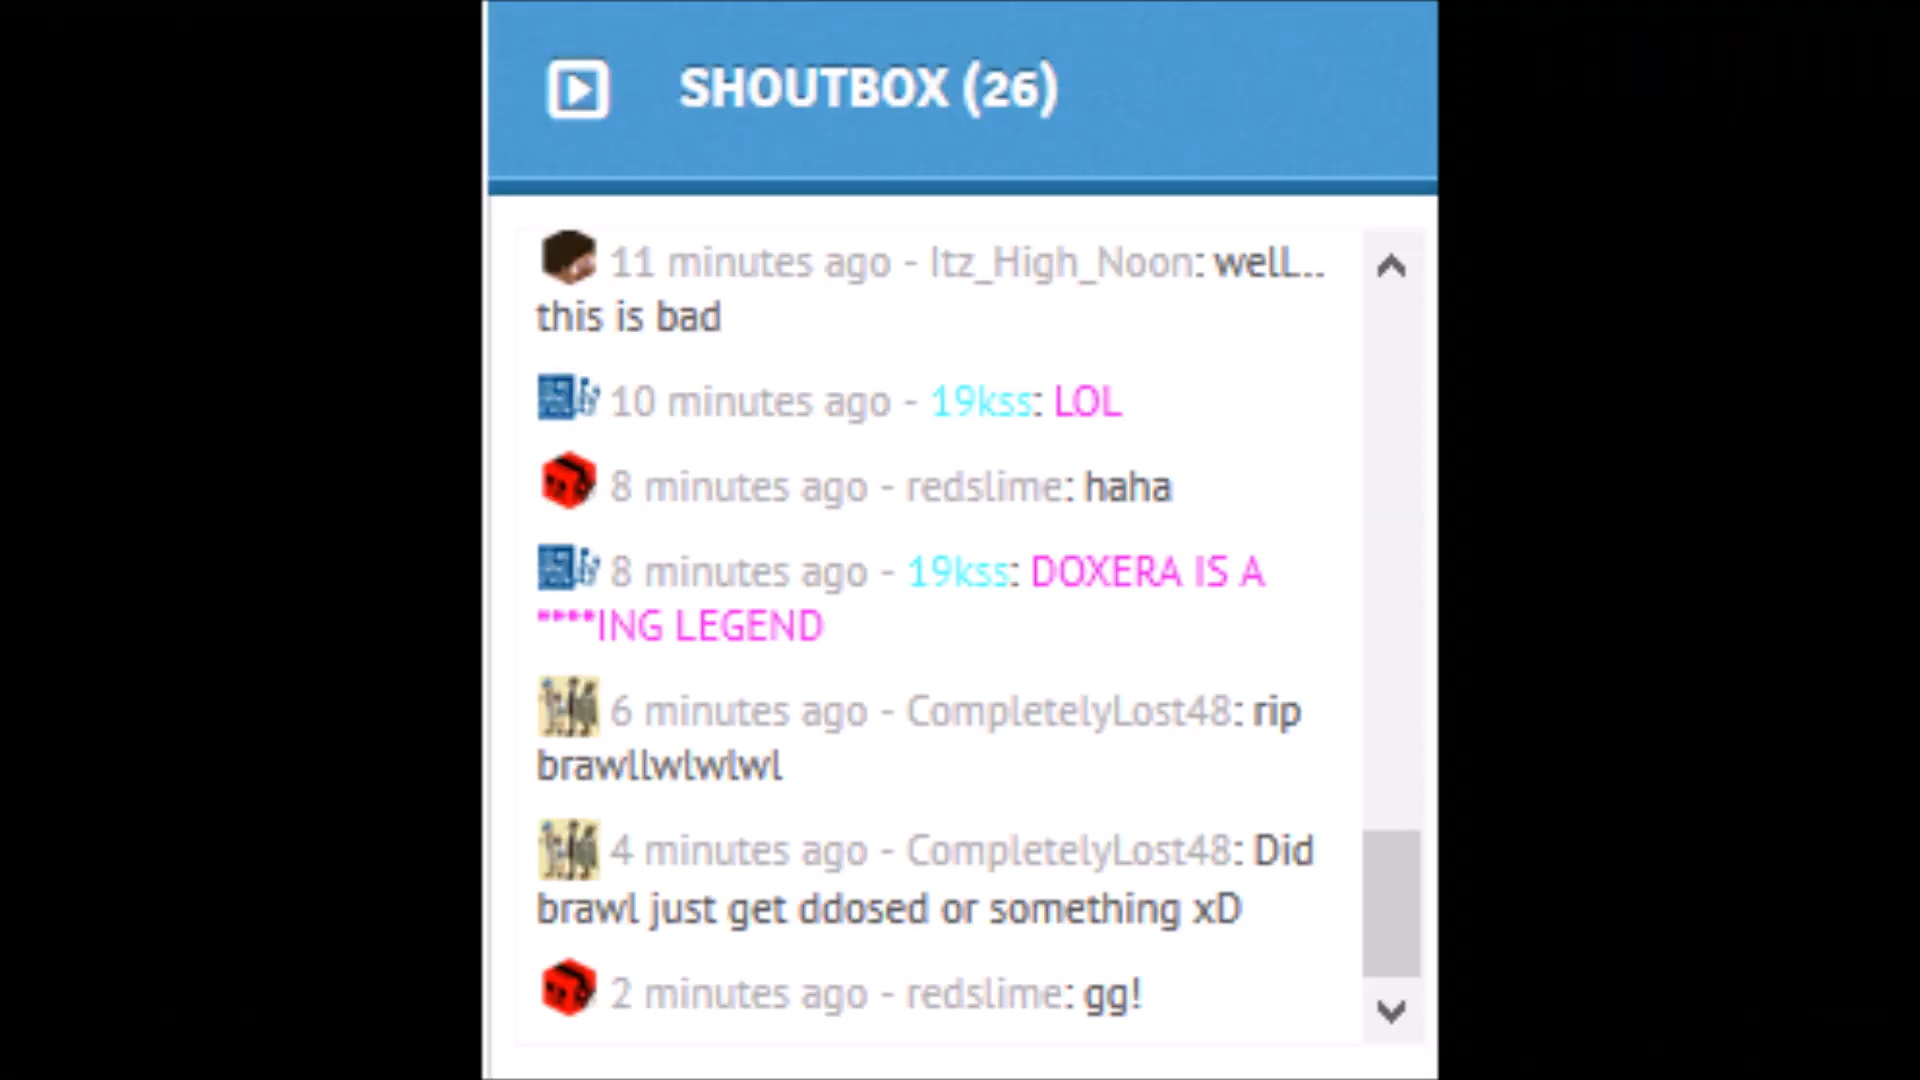 SHOUTBOX (26)
11 minutes ago - Itz_High_Noon: well...
this is bad
10 minutes ago - 19kss: LOL
8 minutes ago - redslime: haha
8 minutes ago - 19kss: DOXERA IS A
****ING LEGEND
6 minutes ago - CompletelyLost48: rip
brawllwlwlwl
4 minutes ago - CompletelyLost48: Did
brawl just get ddosed or something xD
2 minutes ago - redslime: gg!